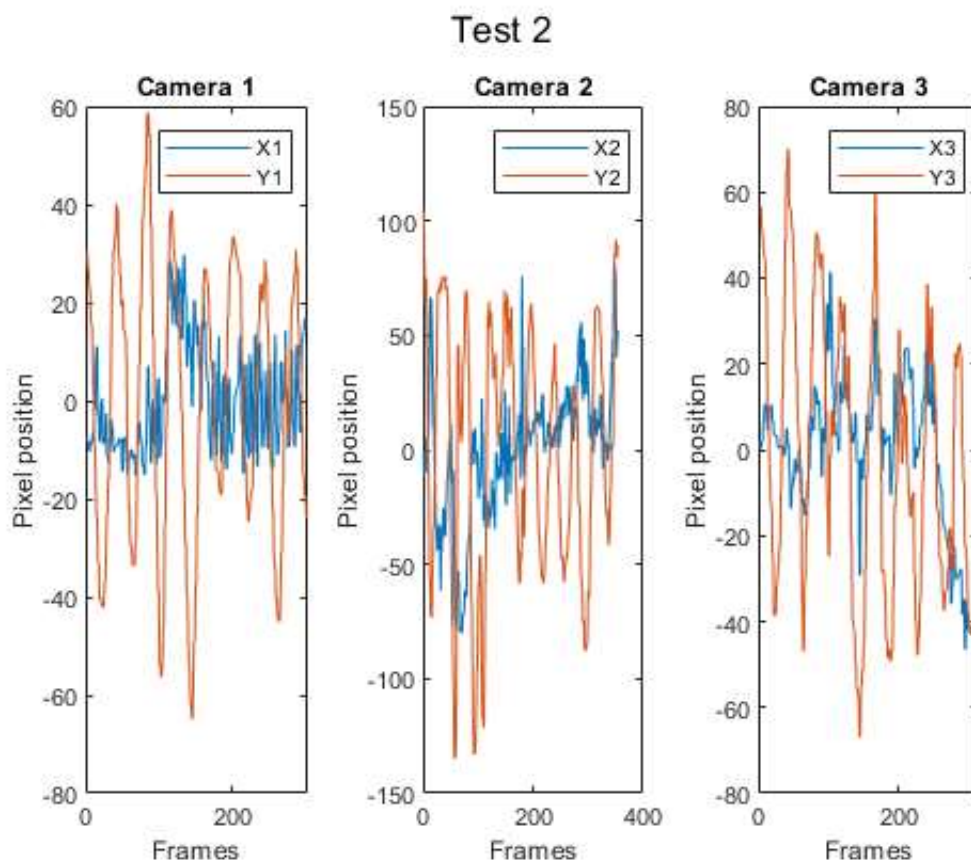 Test 2
Camera 1
60
40
20
0
-20
-40
-60
-80
Pixel position
0
200
Frames
X1
Y1
Camera 2
150
100
50
0
-50
-100
-150
Pixel position
0
200
400
Frames
X2
Y2
Camera 3
80
60
40
20
0
-20
-40
-60
-80
Pixel position
0
200
Frames
X3
Y3